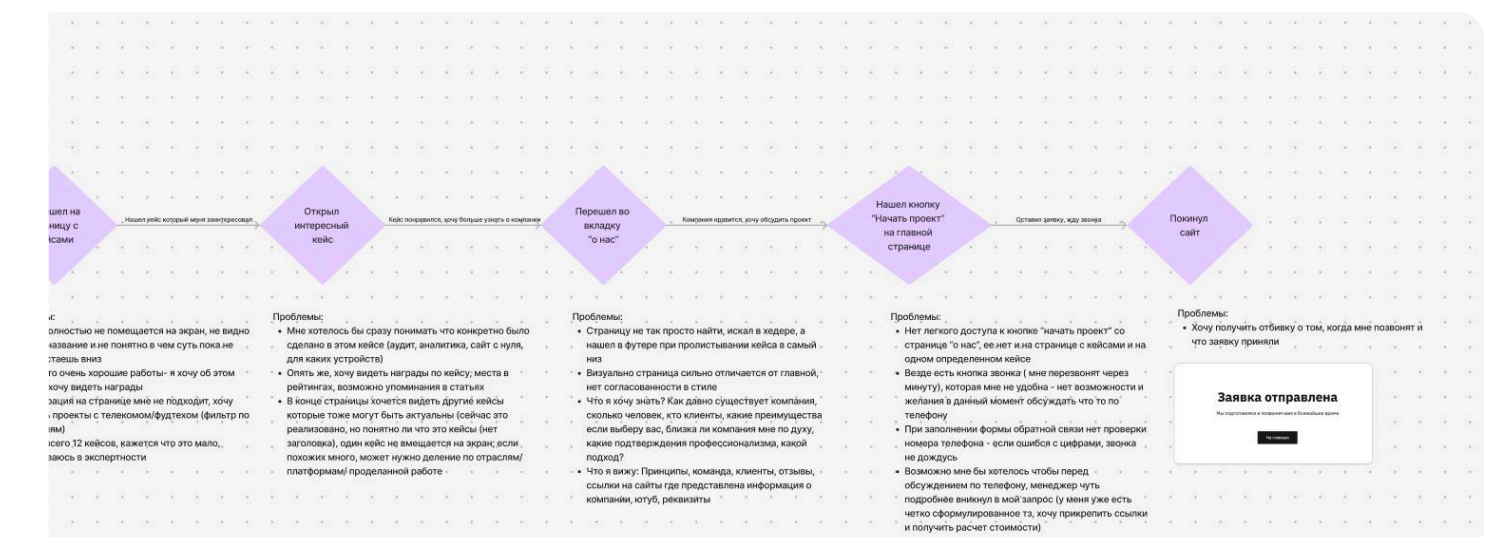 шел на
ницу с
йсами
Нашел кейс который меня заинтересовал
Открыл
интересный
кейс
Кейс понравился, хочу больше узнать о компании
Перешел во
вкладку
"о нас"
Компания нравится, хочу обсудить проект
Нашел кнопку
"Начать проект"
на главной
странице
Оставил заявку, жду звонка
Покинул
сайт
ы:
олностью не помещается на экран, не видно
название и не понятно в чем суть пока не
стаешь вниз
то очень хорошие работы- я хочу об этом
хочу видеть награды
рация на странице мне не подходит, хочу
ь проекты с телекомом/фудтехом (фильтр по
ям)
всего 12 кейсов, кажется что это мало,
ваюсь в экспертности
Проблемы:
• Мне хотелось бы сразу понимать что конкретно было
сделано в этом кейсе (аудит, аналитика, сайт с нуля,
для каких устройств)
• Опять же, хочу видеть награды по кейсу, места в
рейтингах, возможно упоминания в статьях
• В конце страницы хочется видеть другие кейсы
которые тоже могут быть актуальны (сейчас это
реализовано, но понятно ли что это кейсы (нет
заголовка), один кейс не вмещается на экран; если
похожих много, может нужно деление по отраслям/
платформам/ проделанной работе
Проблемы:
• Страницу не так просто найти, искал в хедере, а
нашел в футере при пролистывании кейса в самый
низ
• Визуально страница сильно отличается от главной,
нет согласованности в стиле
• Что я хочу знать? Как давно существует компания,
сколько человек, кто клиенты, какие преимущества
если выберу вас, близка ли компания мне по духу,
какие подтверждения профессионализма, какой
подход?
• Что я вижу: Принципы, команда, клиенты, отзывы,
ссылки на сайты где представлена информация о
компании, ютуб, реквизиты
Проблемы:
• Нет легкого доступа к кнопке "начать проект" со
странице "о нас", ее нет и на странице с кейсами и на
одном определенном кейсе
• Везде есть кнопка звонка ( мне перезвонят через
минуту), которая мне не удобна - нет возможности и
желания в данный момент обсуждать что то по
телефону
• При заполнении формы обратной связи нет проверки
номера телефона - если ошибся с цифрами, звонка
не дождусь
• Возможно мне бы хотелось чтобы перед
обсуждением по телефону, менеджер чуть
подробнее вникнул в мой запрос (у меня уже есть
четко сформулированное тз, хочу прикрепить ссылки
и получить расчет стоимости)
Проблемы:
• Хочу получить отбивку о том, когда мне позвонят и
что заявку приняли
Заявка отправлена
Мы подготовимся и позвоним вам в ближайшее время
На главную